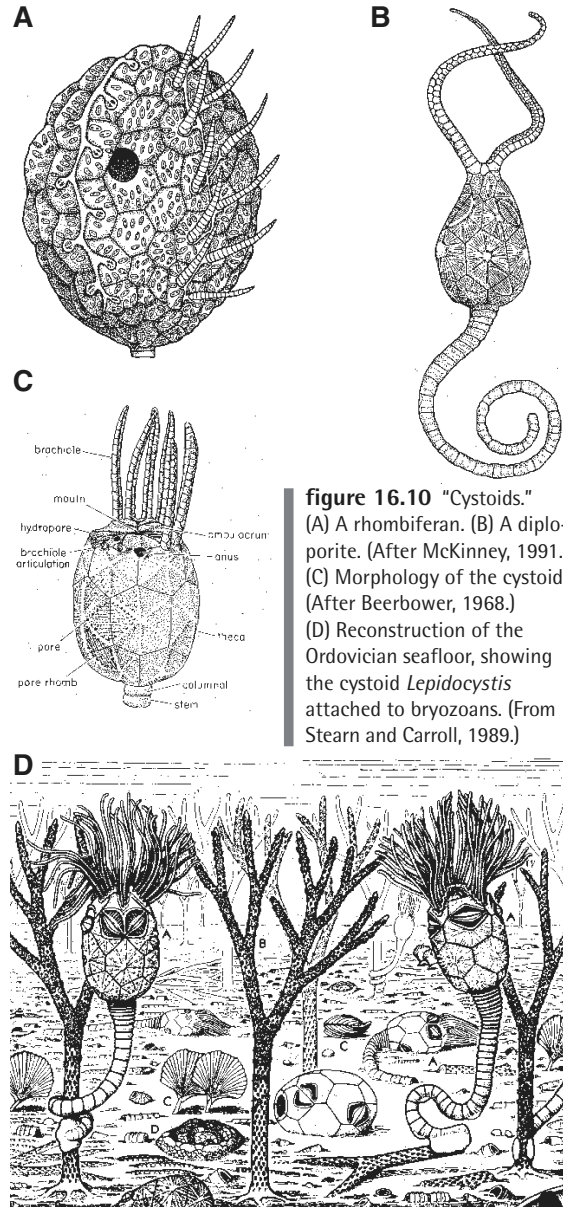 A
B
C
brachiole
mouth
hydropore
brachiole
articulation
pore
pore rhomb
ambulacrum
anus
theca
columnal
stem
figure 16.10 "Cystoids."
(A) A rhombiferan. (B) A diplo-
porite. (After McKinney, 1991.
(C) Morphology of the cystoid
(After Beerbower, 1968.)
(D) Reconstruction of the
Ordovician seafloor, showing
the cystoid Lepidocystis
attached to bryozoans. (From
Stearn and Carroll, 1989.)
D
A
B
A
C
A
C
D
B